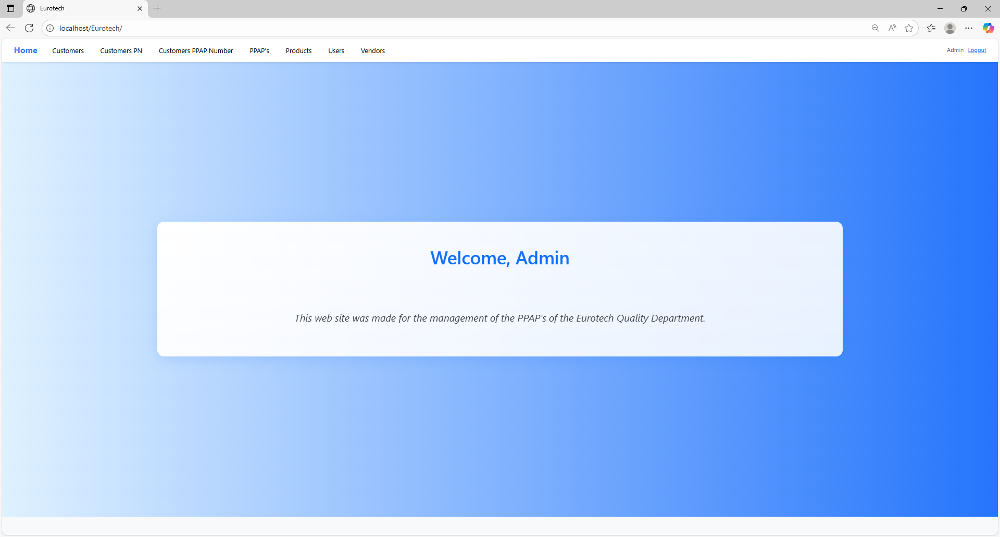 Eurotech
localhost/Eurotech/
Home Customers Customers PN Customers PPAP Number PPAP's Products Users Vendors Admin Logout
Welcome, Admin
This web site was made for the management of the PPAP's of the Eurotech Quality Department.